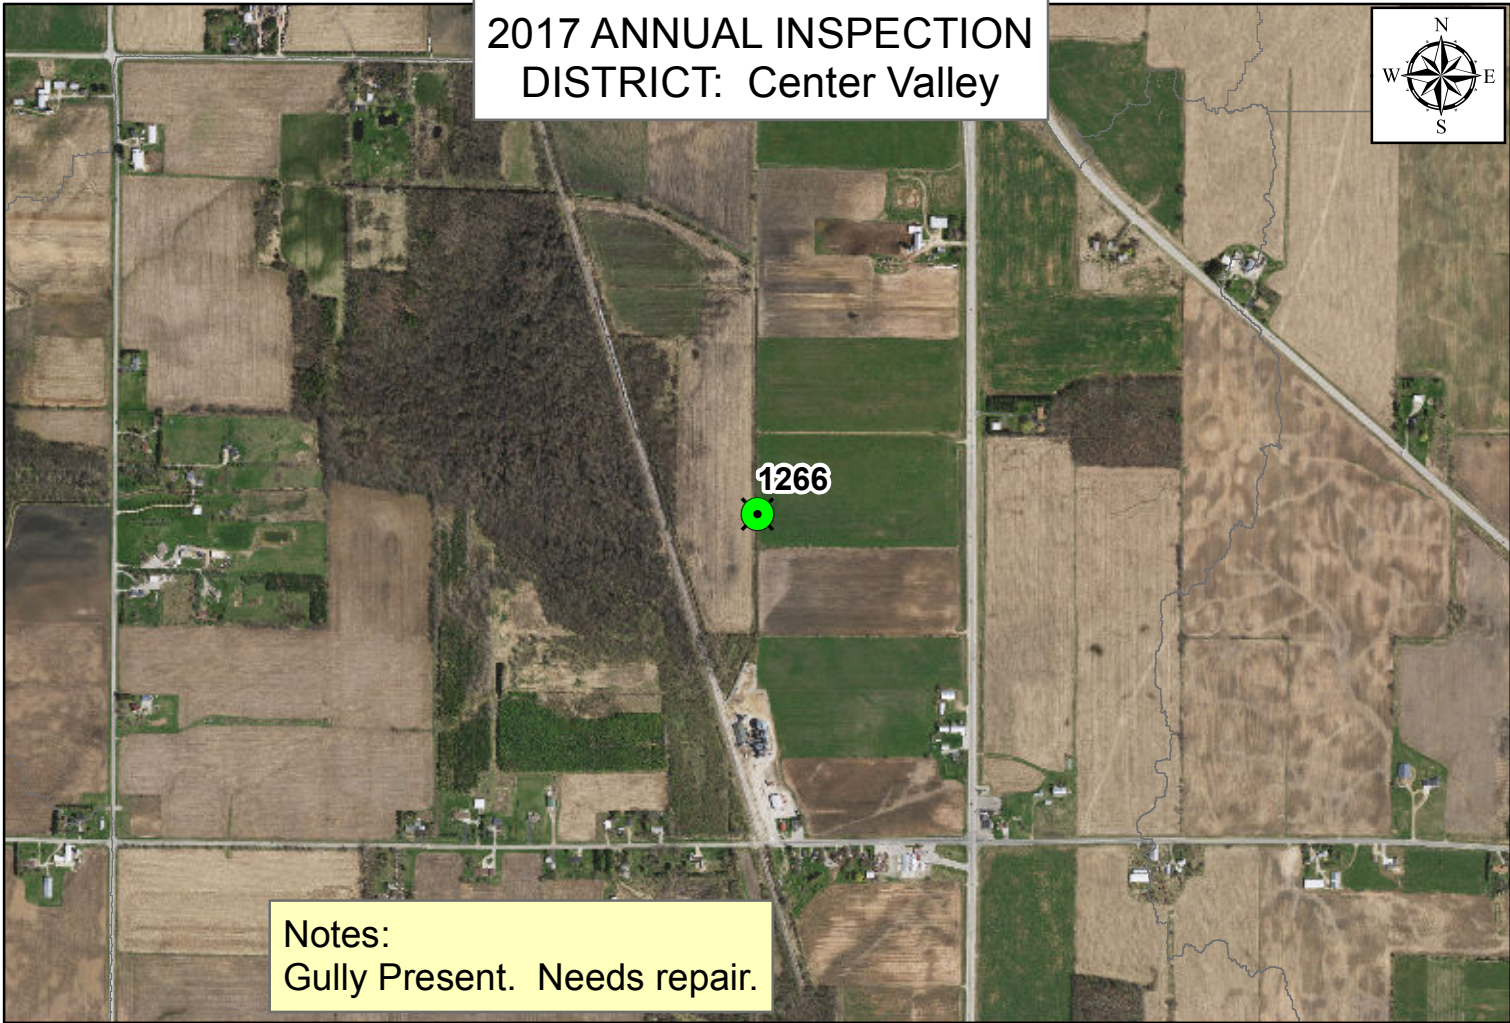 2017 ANNUAL INSPECTION
DISTRICT: Center Valley
N
W E
S
1266
Notes:
Gully Present. Needs repair.